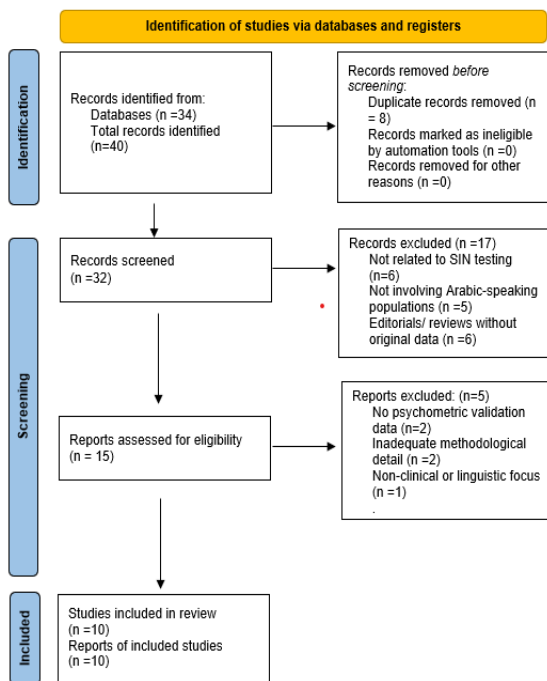 Identification of studies via databases and registers
Identification
Records identified from:
Databases (n =34)
Total records identified
(n=40)
Records removed before
screening:
Duplicate records removed (n
= 8)
Records marked as ineligible
by automation tools (n =0)
Records removed for other
reasons (n =0)
Screening
Records screened
(n =32)
Records excluded (n =17)
Not related to SIN testing
(n=6)
Not involving Arabic-speaking
populations (n =5)
Editorials/ reviews without
original data (n =6)
Reports assessed for eligibility
(n = 15)
Reports excluded: (n=5)
No psychometric validation
data (n=2)
Inadequate methodological
detail (n =2)
Non-clinical or linguistic focus
(n =1)
.
Included
Studies included in review
(n =10)
Reports of included studies
(n =10)